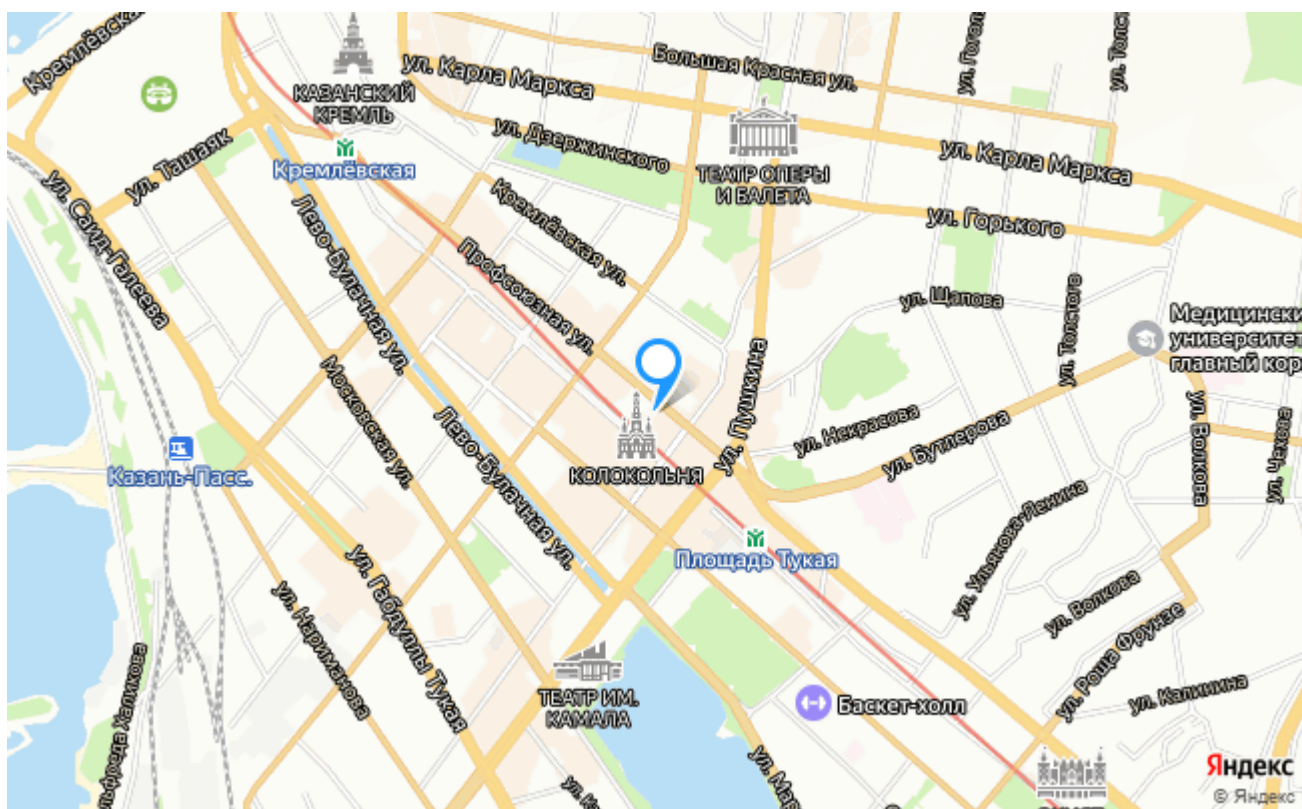 Кремлёвская
Большая Красная ул.
ул. Гоголя
ул. Толстого
КАЗАНСКИЙ
КРЕМЛЬ
ул. Карла Маркса
ул. Дзержинского
ул. Карла Маркса
ул. Ташаяк
Кремлёвская
ТЕАТР ОПЕРЫ
И БАЛЕТА
ул. Горького
ул. Саид-Галеева
Лево-Булачная ул.
Кремлёвская ул.
Профсоюзная ул.
ул. Щапова
ул. Толстого
Медицински
университет
главный кор
Московская ул.
ул. Пушкина
ул. Некрасова
ул. Бутлерова
ул. Волкова
ул. Чехова
Казань-Пасс.
КОЛОКОЛЬНЯ
Лево-Булачная ул.
Площадь Тукая
ул. Ульянова-Ленина
ул. Волкова
ул. Роща Фрунзе
ул. Калинина
ул. Нариманова
ул. Габдуллы Тукая
ТЕАТР ИМ.
КАМАЛА
Баскет-холл
льфреда Халикова
Яндекс
© Яндекс